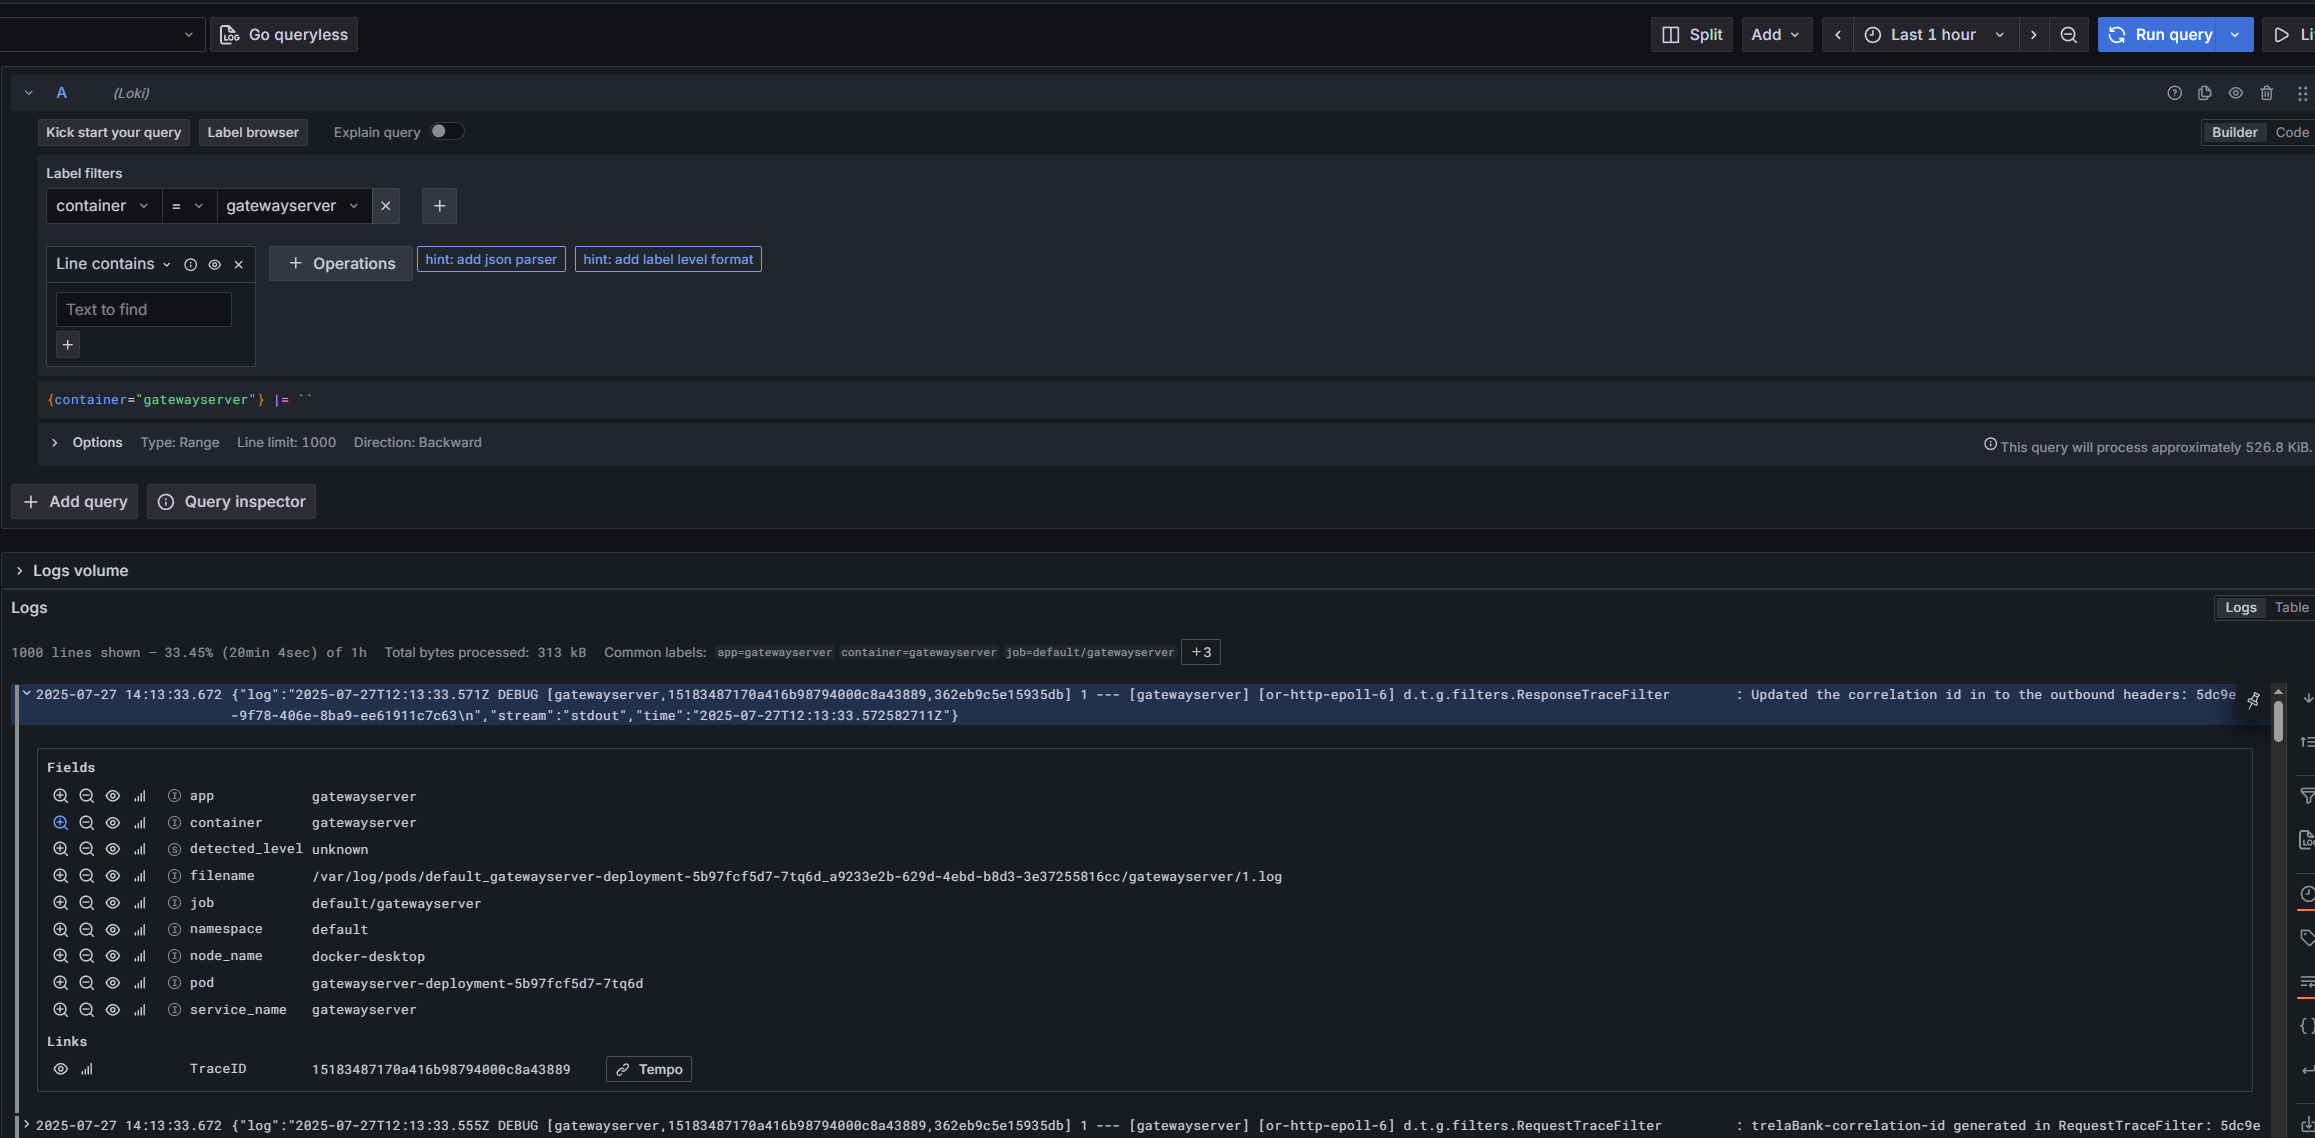 Go queryless
Split
Add
Last 1 hour
Run query
A
(Loki)
Kick start your query
Label browser
Explain query
Builder
Code
Label filters
container
=
gatewayserver
Line contains
Operations
hint: add json parser
hint: add label level format
Text to find
{container="gatewayserver"} |= ``
Options Type: Range Line limit: 1000 Direction: Backward
This query will process approximately 526.8 KiB.
Add query
Query inspector
Logs volume
Logs
Logs
Table
1000 lines shown — 33.45% (20min 4sec) of 1h Total bytes processed: 313 kB Common labels: app=gatewayserver container=gatewayserver job=default/gatewayserver +3
2025-07-27 14:13:33.672 {"log":"2025-07-27T12:13:33.571Z DEBUG [gatewayserver,15183487170a416b98794000c8a43889,362eb9c5e15935db] 1 --- [gatewayserver] [or-http-epoll-6] d.t.g.filters.ResponseTraceFilter : Updated the correlation id in to the outbound headers: 5dc9e
-9f78-406e-8ba9-ee61911c7c63\n","stream":"stdout","time":"2025-07-27T12:13:33.572582711Z"}
Fields
app gatewayserver
container gatewayserver
detected_level unknown
filename /var/log/pods/default_gatewayserver-deployment-5b97fcf5d7-7tq6d_a9233e2b-629d-4ebd-b8d3-3e37255816cc/gatewayserver/1.log
job default/gatewayserver
namespace default
node_name docker-desktop
pod gatewayserver-deployment-5b97fcf5d7-7tq6d
service_name gatewayserver
Links
TraceID 15183487170a416b98794000c8a43889 Tempo
2025-07-27 14:13:33.672 {"log":"2025-07-27T12:13:33.555Z DEBUG [gatewayserver,15183487170a416b98794000c8a43889,362eb9c5e15935db] 1 --- [gatewayserver] [or-http-epoll-6] d.t.g.filters.RequestTraceFilter : trelaBank-correlation-id generated in RequestTraceFilter: 5dc9e